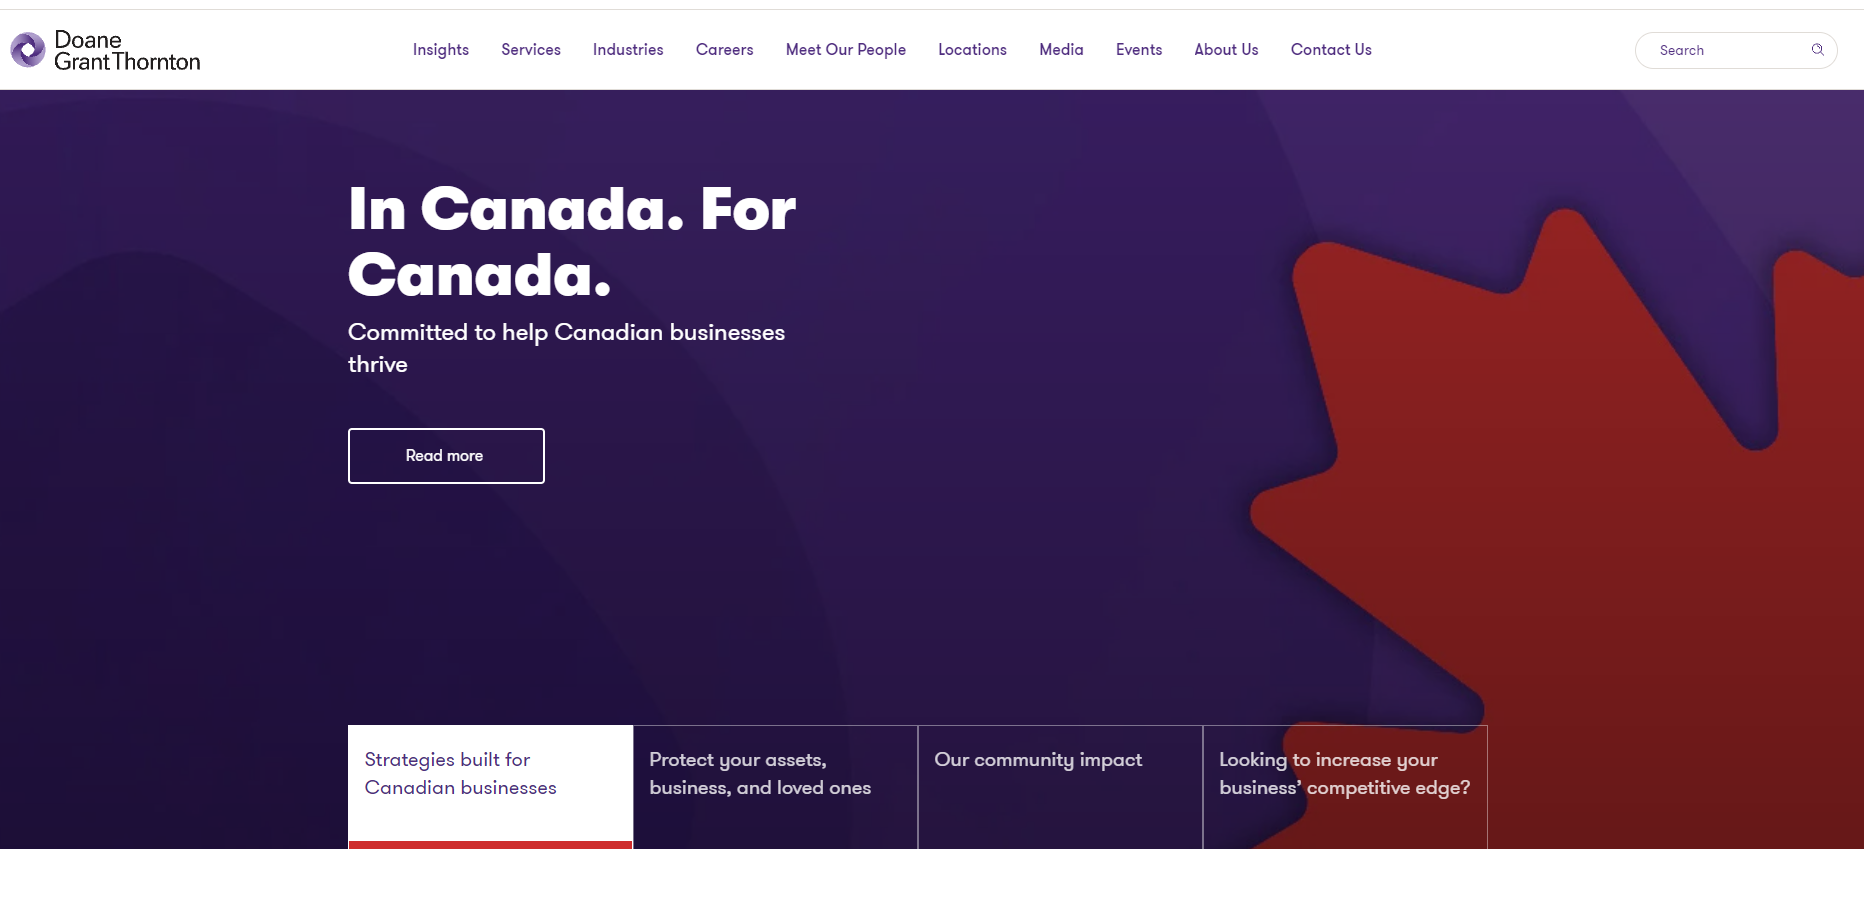 Doane
GrantThornton
Insights
Services
Industries
Careers
Meet Our People
Locations
Media
Events
About Us
Contact Us
Search
In Canada. For
Canada.
Committed to help Canadian businesses
thrive
Read more
Strategies built for
Canadian businesses
Protect your assets,
business, and loved ones
Our community impact
Looking to increase your
business’ competitive edge?